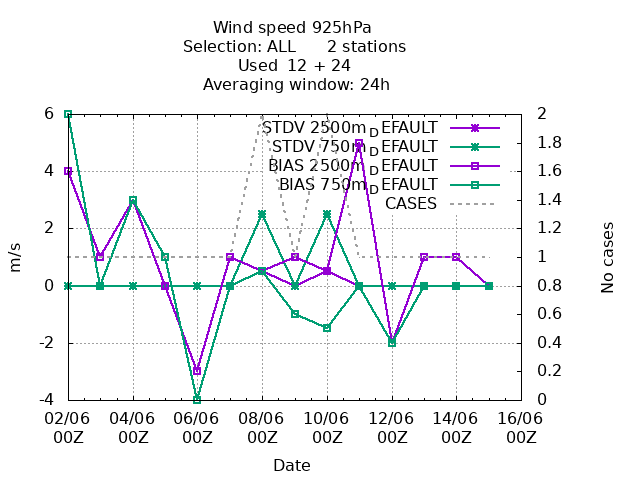 Wind speed 925hPa
Selection: ALL 2 stations
Used 12 + 24
Averaging window: 24h
STDV 2500m_DEFAULT
STDV 750m_DEFAULT
BIAS 2500m_DEFAULT
BIAS 750m_DEFAULT
CASES
6
4
2
0
-2
-4
m/s
2
1.8
1.6
1.4
1.2
1
0.8
0.6
0.4
0.2
0
No cases
02/06 04/06 06/06 08/06 10/06 12/06 14/06 16/06
00Z 00Z 00Z 00Z 00Z 00Z 00Z 00Z
Date